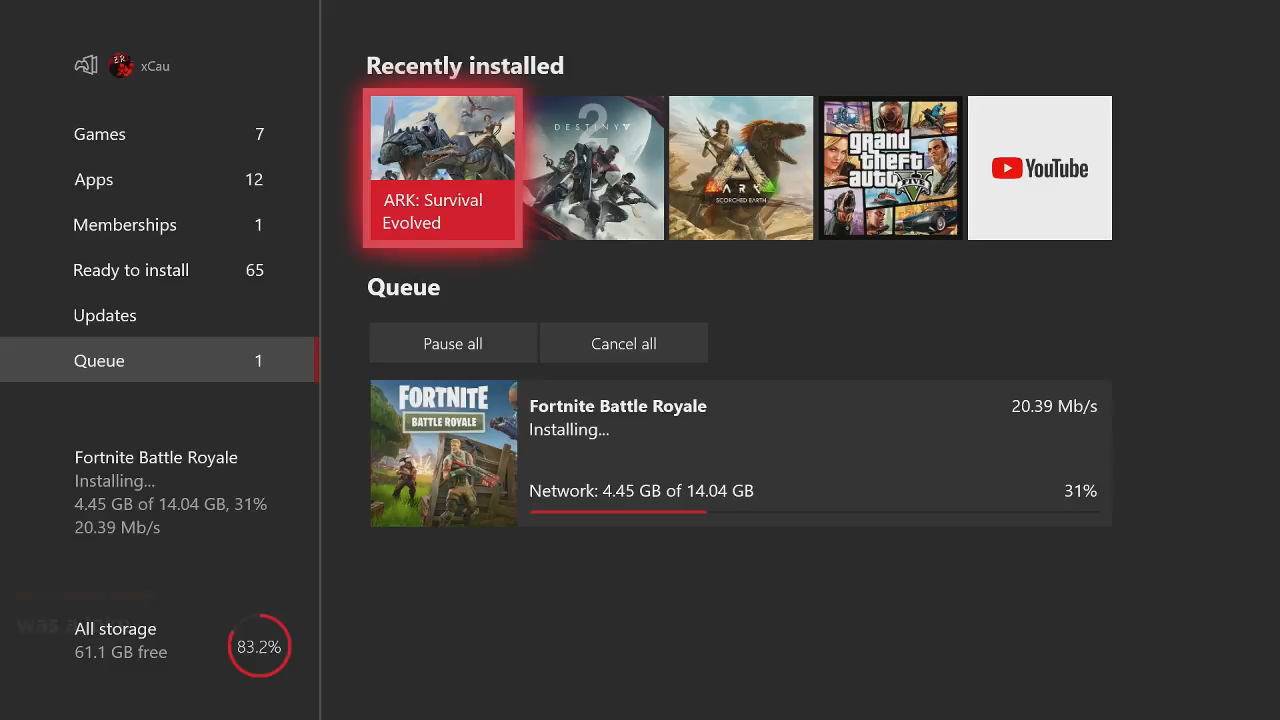 xCau
Games 7
Apps 12
Memberships 1
Ready to install 65
Updates
Queue 1
Fortnite Battle Royale
Installing...
4.45 GB of 14.04 GB, 31%
20.39 Mb/s
was a
All storage
61.1 GB free
83.2%
Recently installed
ARK: Survival
Evolved
2
DESTINY
ARK
SCORCHED EARTH
grand
theft
auto
V
FIVE
YouTube
Queue
Pause all Cancel all
FORTNITE
BATTLE ROYALE
Fortnite Battle Royale 20.39 Mb/s
Installing...
Network: 4.45 GB of 14.04 GB 31%